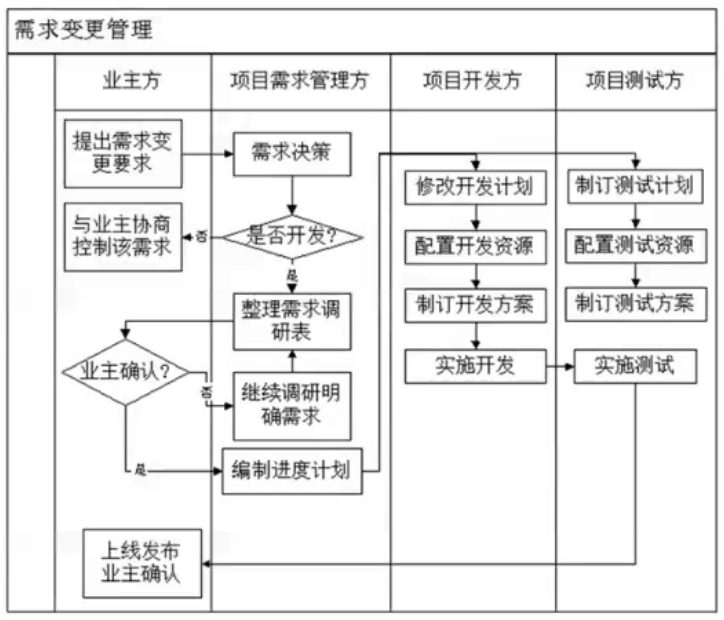 需求变更管理
业主方
项目需求管理方
项目开发方
项目测试方
提出需求变
更要求
需求决策
修改开发计划
制订测试计划
与业主协商
控制该需求
否
是否开发?
配置开发资源
配置测试资源
是
整理需求调
研表
制订开发方案
制订测试方案
业主确认?
否
继续调研明
确需求
实施开发
实施测试
是
编制进度计划
上线发布
业主确认